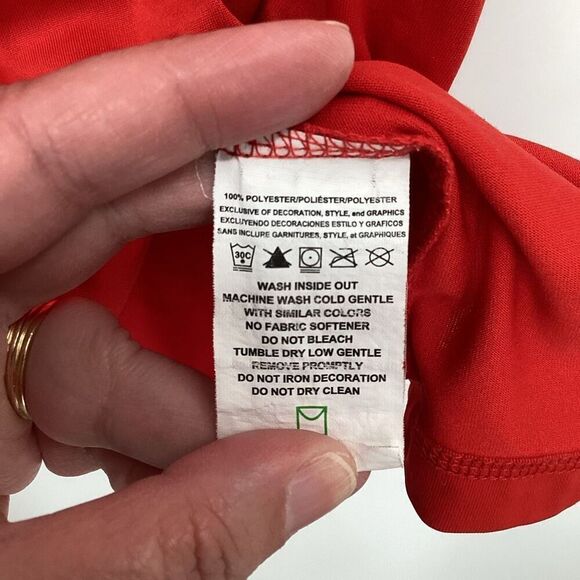 100% POLYESTER/POLIÉSTER/POLYESTER
EXCLUSIVE OF DECORATION, STYLE, and GRAPHICS
EXCLUYENDO DECORACIONES ESTILO Y GRAFICOS
SANS INCLURE GARNITURES, STYLE, et GRAPHIQUES
30C
WASH INSIDE OUT
MACHINE WASH COLD GENTLE
WITH SIMILAR COLORS
NO FABRIC SOFTENER
DO NOT BLEACH
TUMBLE DRY LOW GENTLE
REMOVE PROMPTLY
DO NOT IRON DECORATION
DO NOT DRY CLEAN